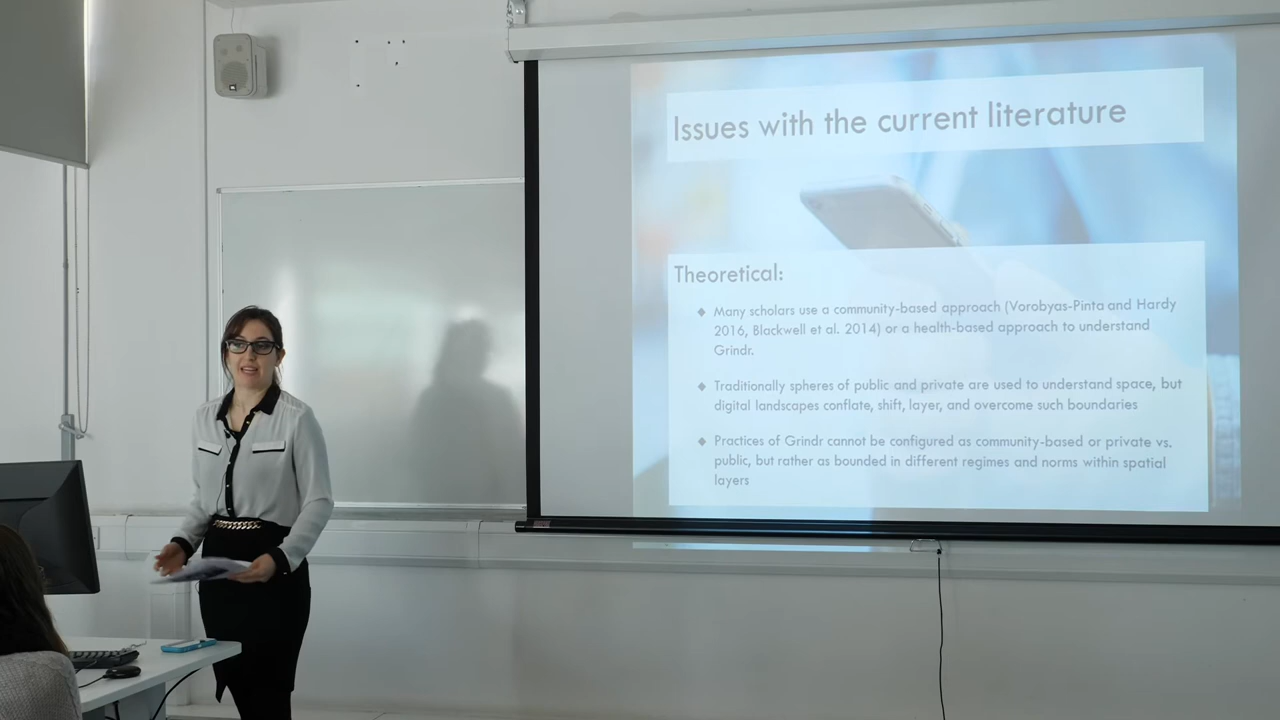 Issues with the current literature
Theoretical:
◆ Many scholars use a community-based approach (Vorobyas-Pinta and Hardy
2016, Blackwell et al. 2014) or a health-based approach to understand
Grindr.
◆ Traditionally spheres of public and private are used to understand space, but
digital landscapes conflate, shift, layer, and overcome such boundaries
◆ Practices of Grindr cannot be configured as community-based or private vs.
public, but rather as bounded in different regimes and norms within spatial
layers